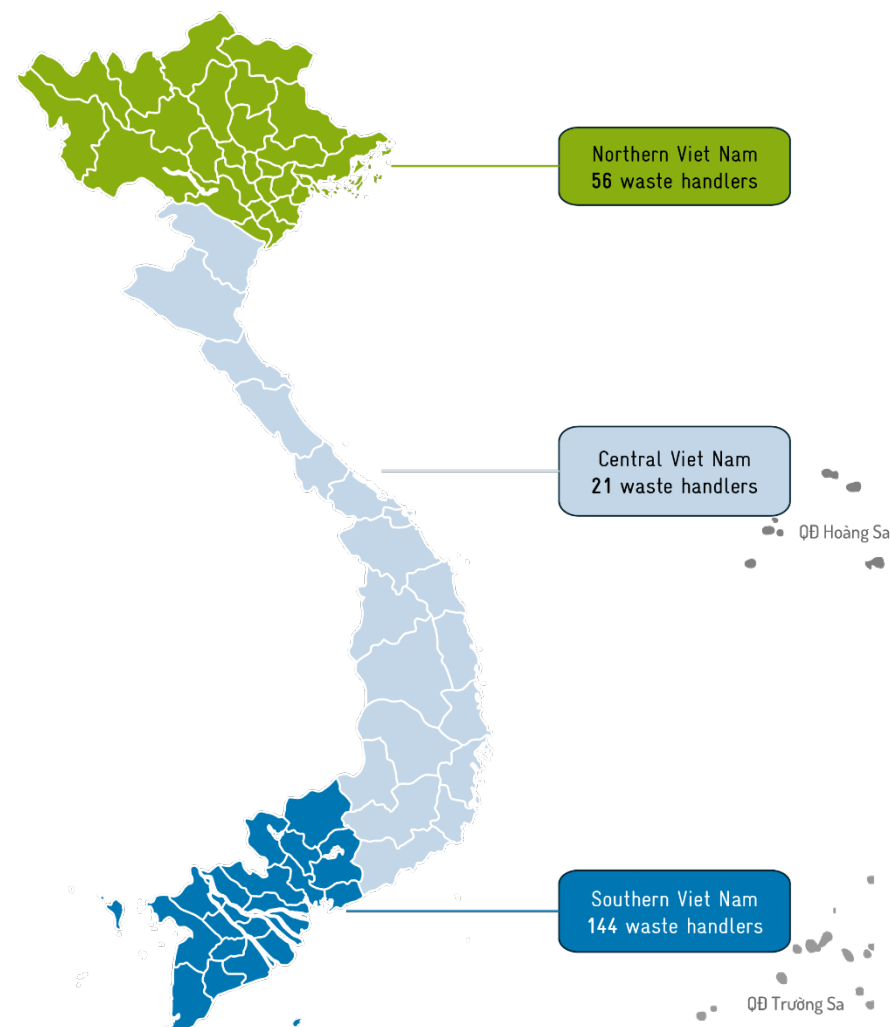 Northern Viet Nam
56 waste handlers
Central Viet Nam
21 waste handlers
QĐ Hoàng Sa
Southern Viet Nam
144 waste handlers
QĐ Trường Sa